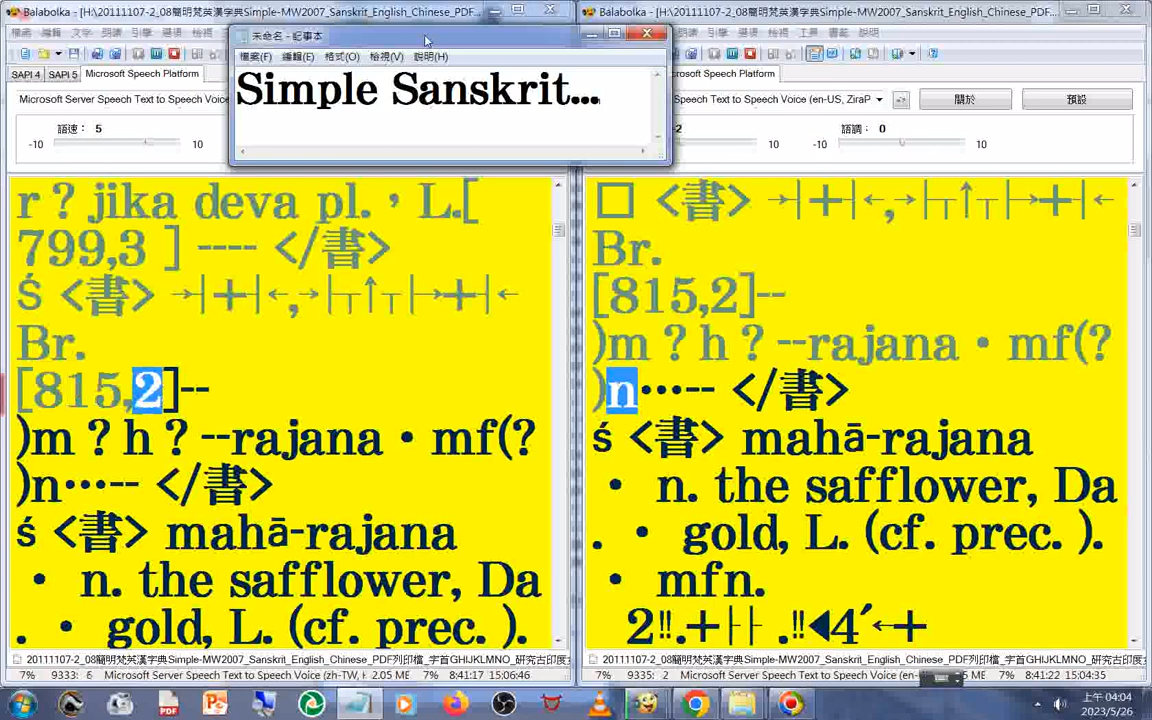 Balabolka - [H:\20111107-2_08簡明梵英漢字典Simple-MW2007_Sanskrit_English_Chinese_PDF...
Balabolka - [H:\20111107-2_08簡明梵英漢字典Simple-MW2007_Sanskrit_English_Chinese_PDF...
未命名 - 記事本
檔案(F) 編輯(E) 格式(O) 檢視(V) 說明(H)
Simple Sanskrit...
SAPI 4 SAPI 5 Microsoft Speech Platform
Microsoft Server Speech Text to Speech Voice
語速： 5
-10 10
Speech Platform
Speech Text to Speech Voice (en-US, ZiraP
關於 預設
-2 語調： 0
10 -10 10
r ? jika deva pl. , L.[
799,3 ] ---- </書>
Ś <書> →┤┼┤←,→├┬↑┬├→┼┤←
Br.
[815,2]--
)m ? h ? --rajana • mf(?
)n…-- </書>
ś <書> mahā-rajana
• n. the safflower, Da
. • gold, L. (cf. prec. ).
□ <書> →┤┼┤←,→├┬↑┬├→┼┤←
Br.
[815,2]--
)m ? h ? --rajana • mf(?
)n…-- </書>
ś <書> mahā-rajana
• n. the safflower, Da
. • gold, L. (cf. prec. ).
• mfn.
2‼.┼├├ .‼◀4′←┼
20111107-2_08簡明梵英漢字典Simple-MW2007_Sanskrit_English_Chinese_PDF列印檔_字首GHIJKLMNO_研究古印度
20111107-2_08簡明梵英漢字典Simple-MW2007_Sanskrit_English_Chinese_PDF列印檔_字首GHIJKLMNO_研究古印度
7% 9333: 6 Microsoft Server Speech Text to Speech Voice (zh-TW, 2.05 ME 8:41:17 15:06:46
7% 9335: 2 Microsoft Server Speech Text to Speech Voice (en-US, ME 8:41:22 15:04:35
上午 04:04
2023/5/26